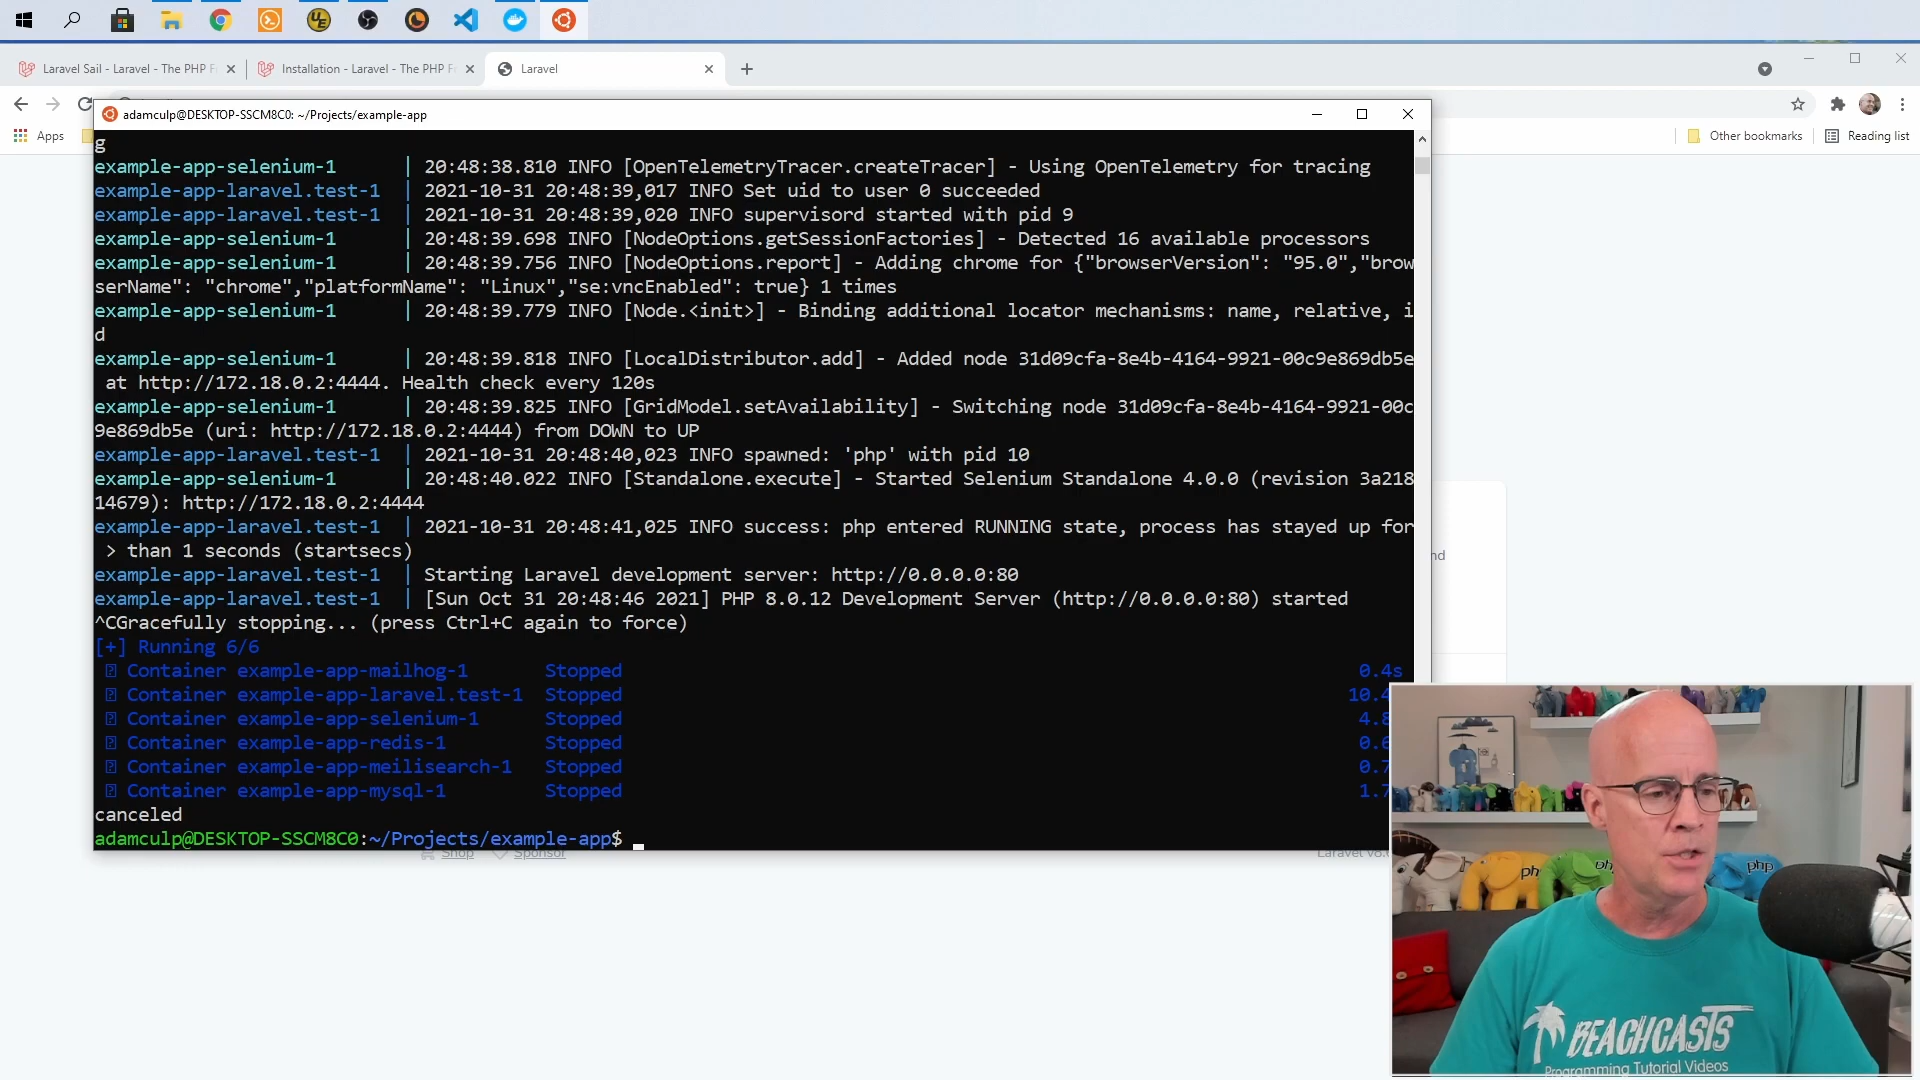 Laravel Sail - Laravel - The PHP F
Installation - Laravel - The PHP F
Laravel
Apps
Other bookmarks
Reading list
adamculp@DESKTOP-SSCM8C0: ~/Projects/example-app
g
example-app-selenium-1 | 20:48:38.810 INFO [OpenTelemetryTracer.createTracer] - Using OpenTelemetry for tracing
example-app-laravel.test-1 | 2021-10-31 20:48:39,017 INFO Set uid to user 0 succeeded
example-app-laravel.test-1 | 2021-10-31 20:48:39,020 INFO supervisord started with pid 9
example-app-selenium-1 | 20:48:39.698 INFO [NodeOptions.getSessionFactories] - Detected 16 available processors
example-app-selenium-1 | 20:48:39.756 INFO [NodeOptions.report] - Adding chrome for {"browserVersion": "95.0","brow
serName": "chrome","platformName": "Linux","se:vncEnabled": true} 1 times
example-app-selenium-1 | 20:48:39.779 INFO [Node.<init>] - Binding additional locator mechanisms: name, relative, i
d
example-app-selenium-1 | 20:48:39.818 INFO [LocalDistributor.add] - Added node 31d09cfa-8e4b-4164-9921-00c9e869db5e
at http://172.18.0.2:4444. Health check every 120s
example-app-selenium-1 | 20:48:39.825 INFO [GridModel.setAvailability] - Switching node 31d09cfa-8e4b-4164-9921-00c
9e869db5e (uri: http://172.18.0.2:4444) from DOWN to UP
example-app-laravel.test-1 | 2021-10-31 20:48:40,023 INFO spawned: 'php' with pid 10
example-app-selenium-1 | 20:48:40.022 INFO [Standalone.execute] - Started Selenium Standalone 4.0.0 (revision 3a218
14679): http://172.18.0.2:4444
example-app-laravel.test-1 | 2021-10-31 20:48:41,025 INFO success: php entered RUNNING state, process has stayed up for
> than 1 seconds (startsecs)
nd
example-app-laravel.test-1 | Starting Laravel development server: http://0.0.0.0:80
example-app-laravel.test-1 | [Sun Oct 31 20:48:46 2021] PHP 8.0.12 Development Server (http://0.0.0.0:80) started
^CGracefully stopping... (press Ctrl+C again to force)
[+] Running 6/6
Container example-app-mailhog-1 Stopped 0.4s
Container example-app-laravel.test-1 Stopped 10.4
Container example-app-selenium-1 Stopped 4.8
Container example-app-redis-1 Stopped 0.6
Container example-app-meilisearch-1 Stopped 0.7
Container example-app-mysql-1 Stopped 1.7
canceled
adamculp@DESKTOP-SSCM8C0:~/Projects/example-app$
Shop Sponsor Laravel v8.
php
php
BEACHCASTS
Programming Tutorial Videos